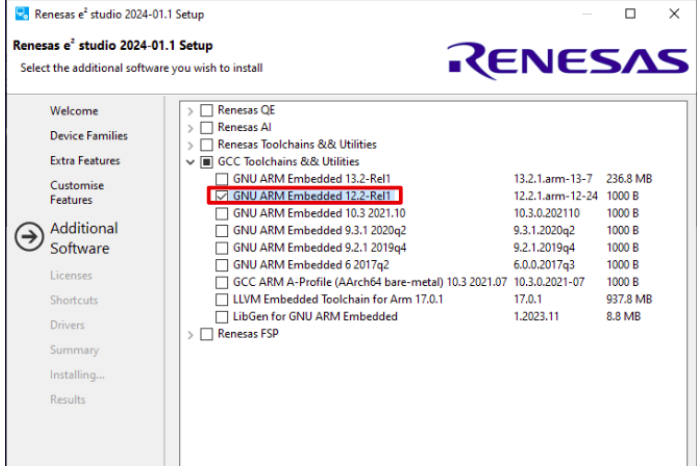 Renesas e² studio 2024-01.1 Setup
Renesas e² studio 2024-01.1 Setup
Select the additional software you wish to install
RENESAS
Welcome
Device Families
Extra Features
Customise
Features
Additional
Software
Licenses
Shortcuts
Drivers
Summary
Installing...
Results
Renesas QE
Renesas AI
Renesas Toolchains && Utilities
GCC Toolchains && Utilities
GNU ARM Embedded 13.2-Rel1 13.2.1.arm-13-7 236.8 MB
GNU ARM Embedded 12.2-Rel1 12.2.1.arm-12-24 1000 B
GNU ARM Embedded 10.3 2021.10 10.3.0.202110 1000 B
GNU ARM Embedded 9.3.1 2020q2 9.3.1.2020q2 1000 B
GNU ARM Embedded 9.2.1 2019q4 9.2.1.2019q4 1000 B
GNU ARM Embedded 6 2017q2 6.0.0.2017q3 1000 B
GCC ARM A-Profile (AArch64 bare-metal) 10.3 2021.07 10.3.0.2021-07 1000 B
LLVM Embedded Toolchain for Arm 17.0.1 17.0.1 937.8 MB
LibGen for GNU ARM Embedded 1.2023.11 8.8 MB
Renesas FSP